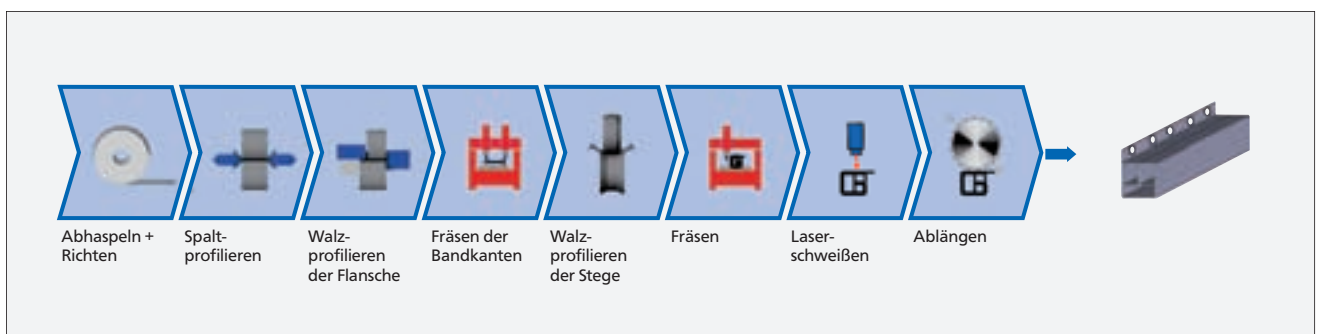 Abhaspeln +
Richten
Spalt-
profilieren
Walz-
profilieren
der Flansche
Fräsen der
Bandkanten
Walz-
profilieren
der Stege
Fräsen
Laser-
schweißen
Ablängen